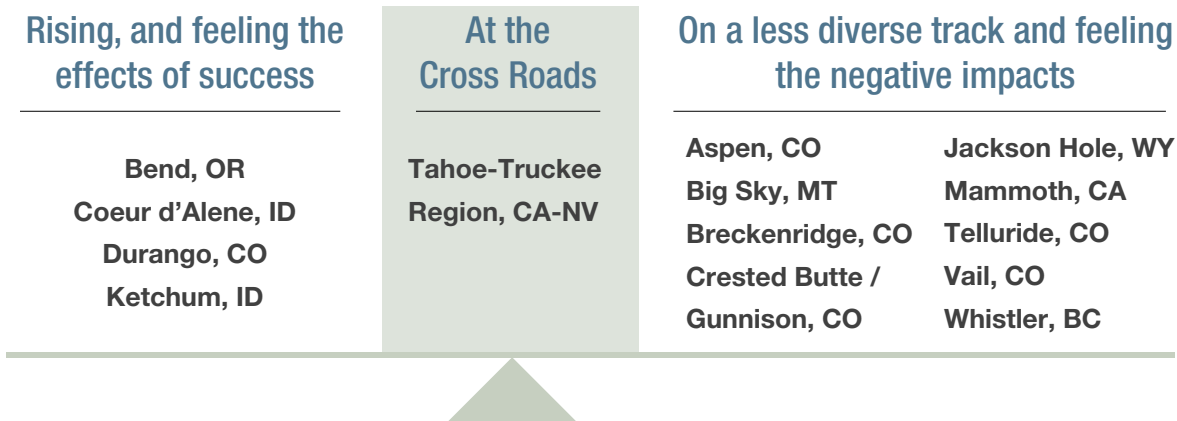 Rising, and feeling the
effects of success
Bend, OR
Coeur d’Alene, ID
Durango, CO
Ketchum, ID
At the
Cross Roads
Tahoe-Truckee
Region, CA-NV
On a less diverse track and feeling
the negative impacts
Aspen, CO
Big Sky, MT
Breckenridge, CO
Crested Butte /
Gunnison, CO
Jackson Hole, WY
Mammoth, CA
Telluride, CO
Vail, CO
Whistler, BC